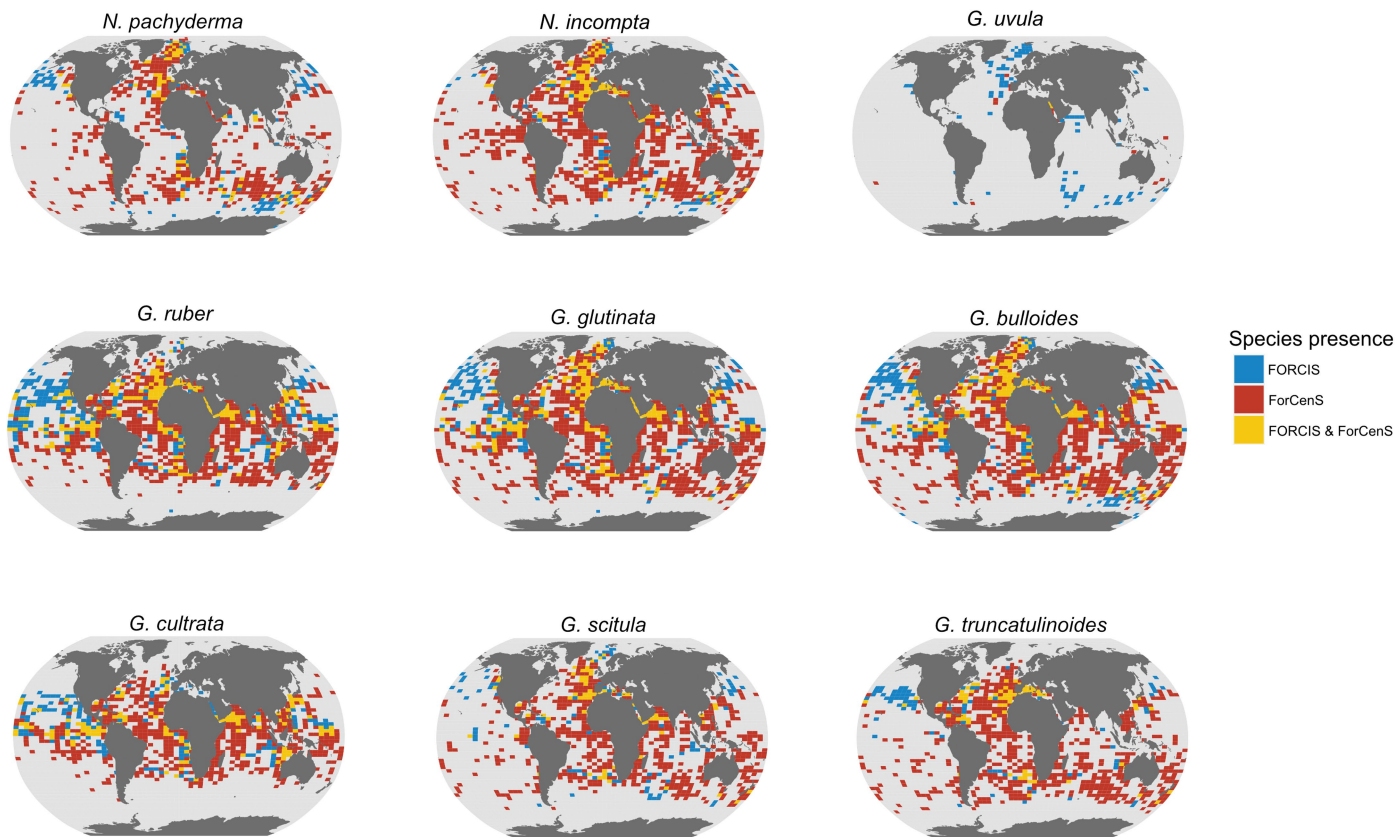 N. pachyderma
N. incompta
G. uvula
G. ruber
G. glutinata
G. bulloides
Species presence
FORCIS
ForCenS
FORCIS & ForCenS
G. cultrata
G. scitula
G. truncatulinoides